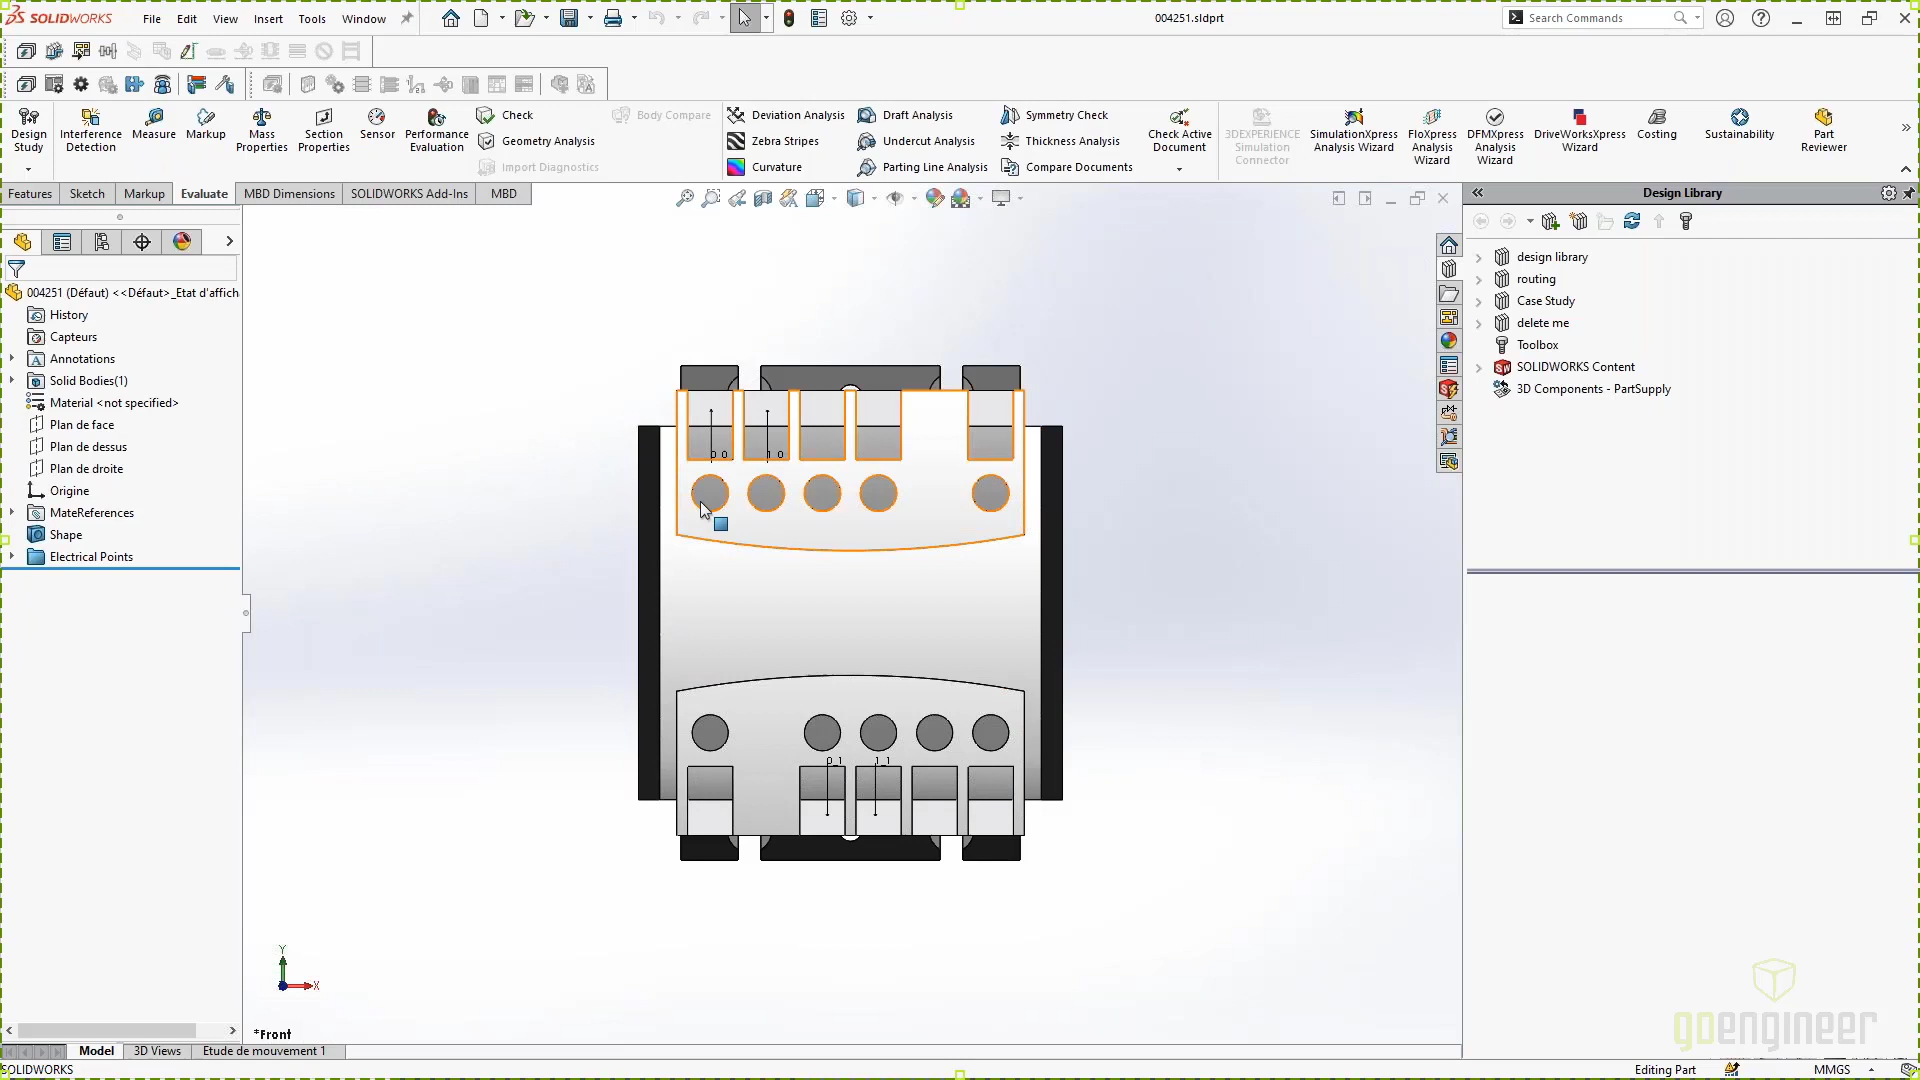 SOLIDWORKS
File Edit View Insert Tools Window
004251.sldprt
Search Commands
Design Study
Interference Detection
Measure
Markup
Mass Properties
Section Properties
Sensor
Performance Evaluation
Check
Geometry Analysis
Import Diagnostics
Body Compare
Deviation Analysis
Zebra Stripes
Curvature
Draft Analysis
Undercut Analysis
Parting Line Analysis
Symmetry Check
Thickness Analysis
Compare Documents
Check Active Document
3DEXPERIENCE Simulation Connector
SimulationXpress Analysis Wizard
FloXpress Analysis Wizard
DFMXpress Analysis Wizard
DriveWorksXpress Wizard
Costing
Sustainability
Part Reviewer
Features Sketch Markup Evaluate MBD Dimensions SOLIDWORKS Add-Ins MBD
Design Library
004251 (Défaut) <<Défaut>_Etat d'affich
History
Capteurs
Annotations
Solid Bodies(1)
Material <not specified>
Plan de face
Plan de dessus
Plan de droite
Origine
MateReferences
Shape
Electrical Points
design library
routing
Case Study
delete me
Toolbox
SOLIDWORKS Content
3D Components - PartSupply
0_0
1_0
0_1
1_1
Y
X
*Front
goengineer
Model 3D Views Etude de mouvement 1
SOLIDWORKS
Editing Part
MMGS